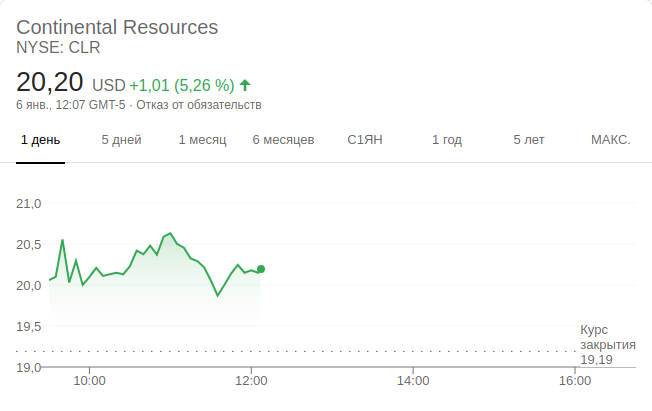 Continental Resources
NYSE: CLR
20,20 USD +1,01 (5,26 %)
6 янв., 12:07 GMT-5 · Отказ от обязательств
1 день 5 дней 1 месяц 6 месяцев С1ЯН 1 год 5 лет МАКС.
21,0
20,5
20,0
19,5
Курс
закрытия
19,19
19,0
10:00 12:00 14:00 16:00